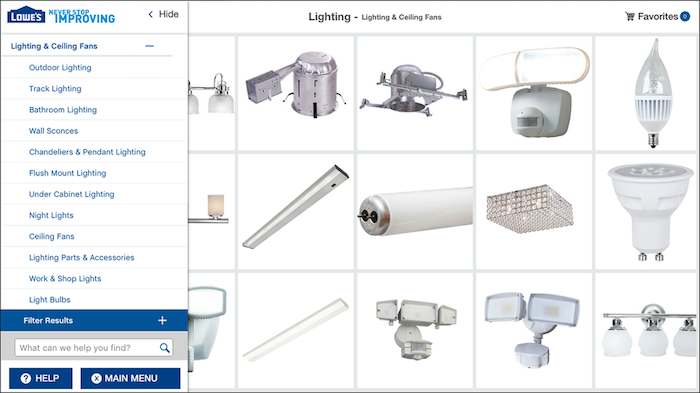 LOWE'S
NEVER STOP
IMPROVING
Hide
Lighting & Ceiling Fans
Outdoor Lighting
Track Lighting
Bathroom Lighting
Wall Sconces
Chandeliers & Pendant Lighting
Flush Mount Lighting
Under Cabinet Lighting
Night Lights
Ceiling Fans
Lighting Parts & Accessories
Work & Shop Lights
Light Bulbs
Filter Results
What can we help you find?
? HELP
X MAIN MENU
Lighting - Lighting & Ceiling Fans
Favorites 0